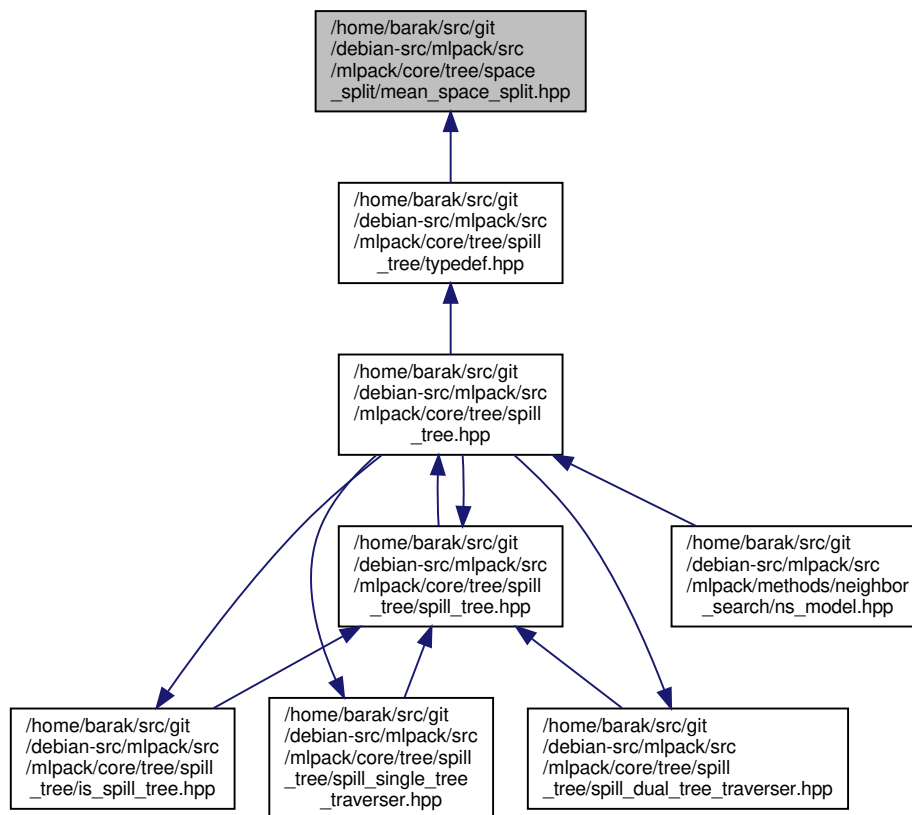 /home/barak/src/git
/debian-src/mlpack/src
/mlpack/core/tree/space
_split/mean_space_split.hpp
/home/barak/src/git
/debian-src/mlpack/src
/mlpack/core/tree/spill
_tree/typedef.hpp
/home/barak/src/git
/debian-src/mlpack/src
/mlpack/core/tree/spill
_tree.hpp
/home/barak/src/git
/debian-src/mlpack/src
/mlpack/core/tree/spill
_tree/spill_tree.hpp
/home/barak/src/git
/debian-src/mlpack/src
/mlpack/methods/neighbor
_search/ns_model.hpp
/home/barak/src/git
/debian-src/mlpack/src
/mlpack/core/tree/spill
_tree/is_spill_tree.hpp
/home/barak/src/git
/debian-src/mlpack/src
/mlpack/core/tree/spill
_tree/spill_single_tree
_traverser.hpp
/home/barak/src/git
/debian-src/mlpack/src
/mlpack/core/tree/spill
_tree/spill_dual_tree_traverser.hpp